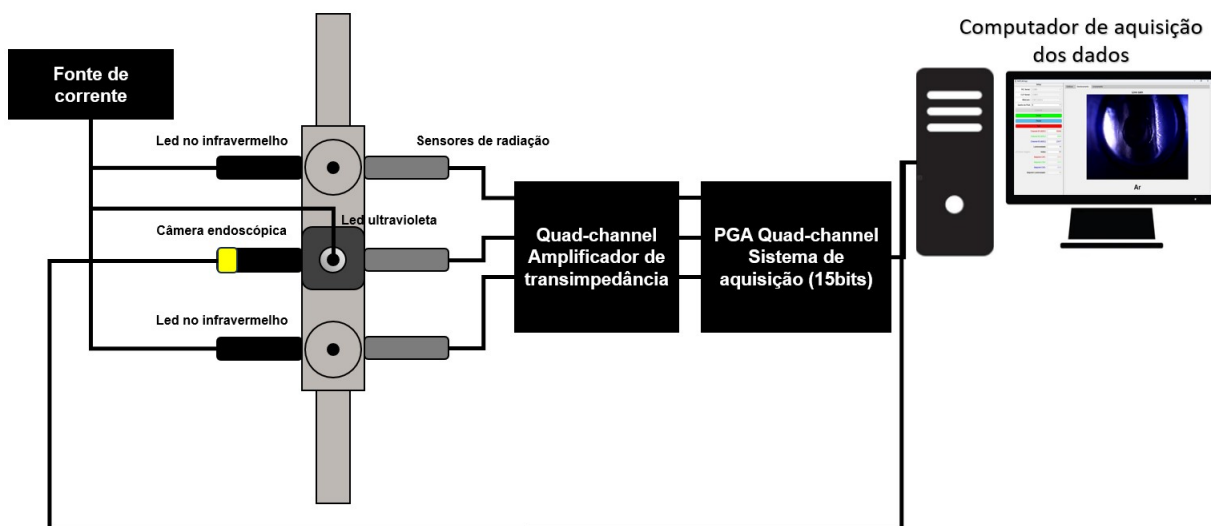 Computador de aquisição
dos dados
Fonte de
corrente
Led no infravermelho
Sensores de radiação
Led ultravioleta
Câmera endoscópica
Quad-channel
Amplificador de
transimpedância
PGA Quad-channel
Sistema de
aquisição (15bits)
Led no infravermelho
Ar